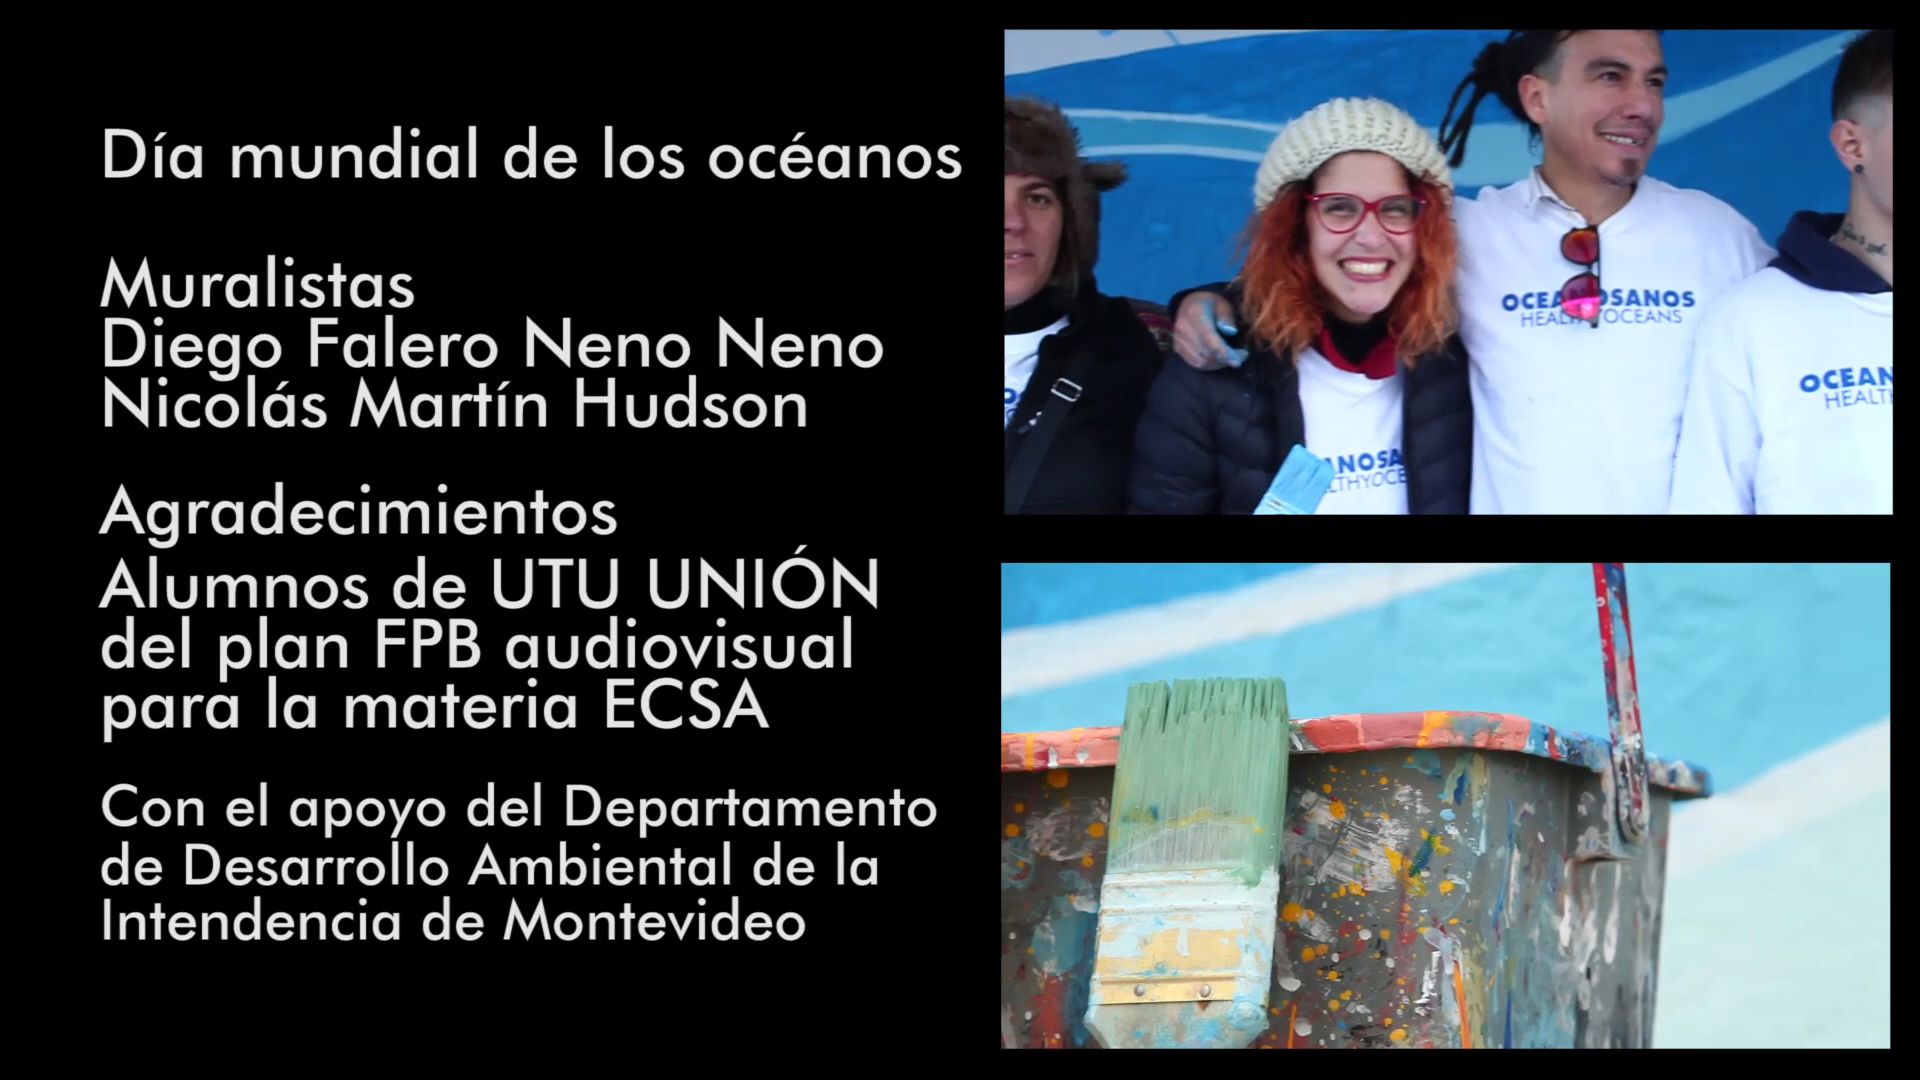 Día mundial de los océanos
Muralistas
Diego Falero Neno Neno
Nicolás Martín Hudson
Agradecimientos
Alumnos de UTU UNIÓN
del plan FPB audiovisual
para la materia ECSA
Con el apoyo del Departamento
de Desarrollo Ambiental de la
Intendencia de Montevideo